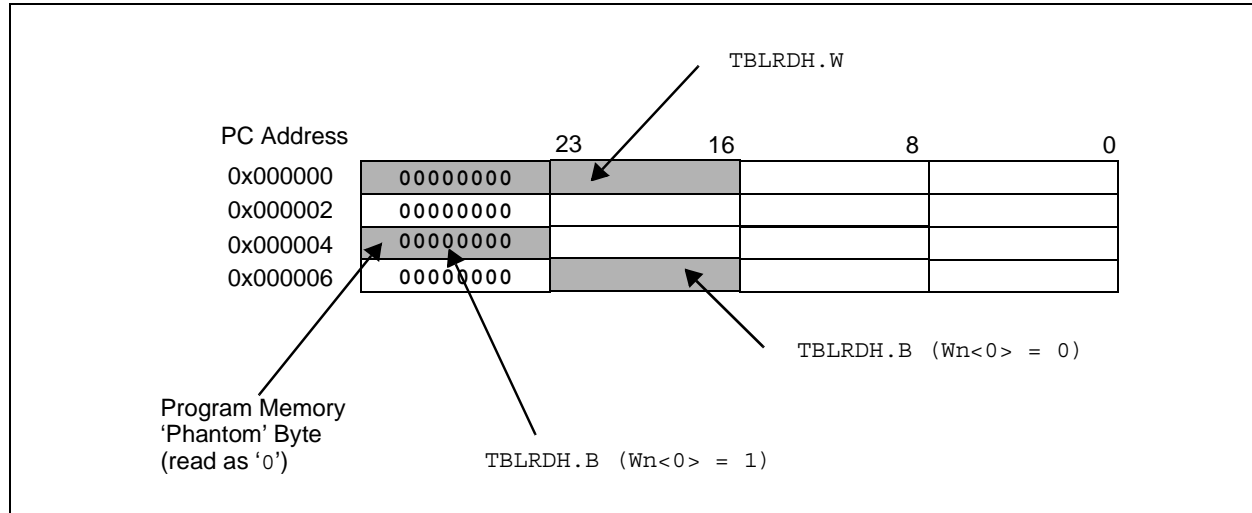 TBLRDH.W
PC Address
23 16 8 0
0x000000 00000000
0x000002 00000000
0x000004 00000000
0x000006 00000000
TBLRDH.B (Wn<0> = 0)
Program Memory
‘Phantom’ Byte
(read as ‘0’)
TBLRDH.B (Wn<0> = 1)